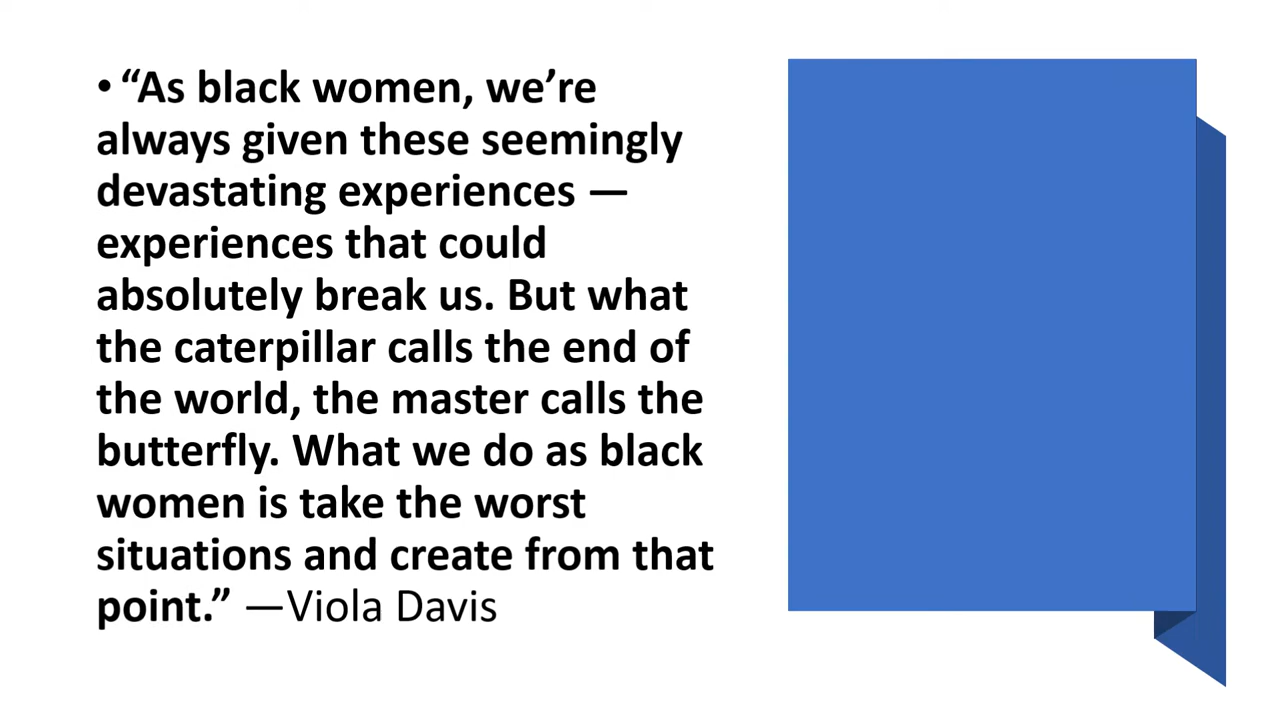 • “As black women, we’re
always given these seemingly
devastating experiences —
experiences that could
absolutely break us. But what
the caterpillar calls the end of
the world, the master calls the
butterfly. What we do as black
women is take the worst
situations and create from that
point.” —Viola Davis